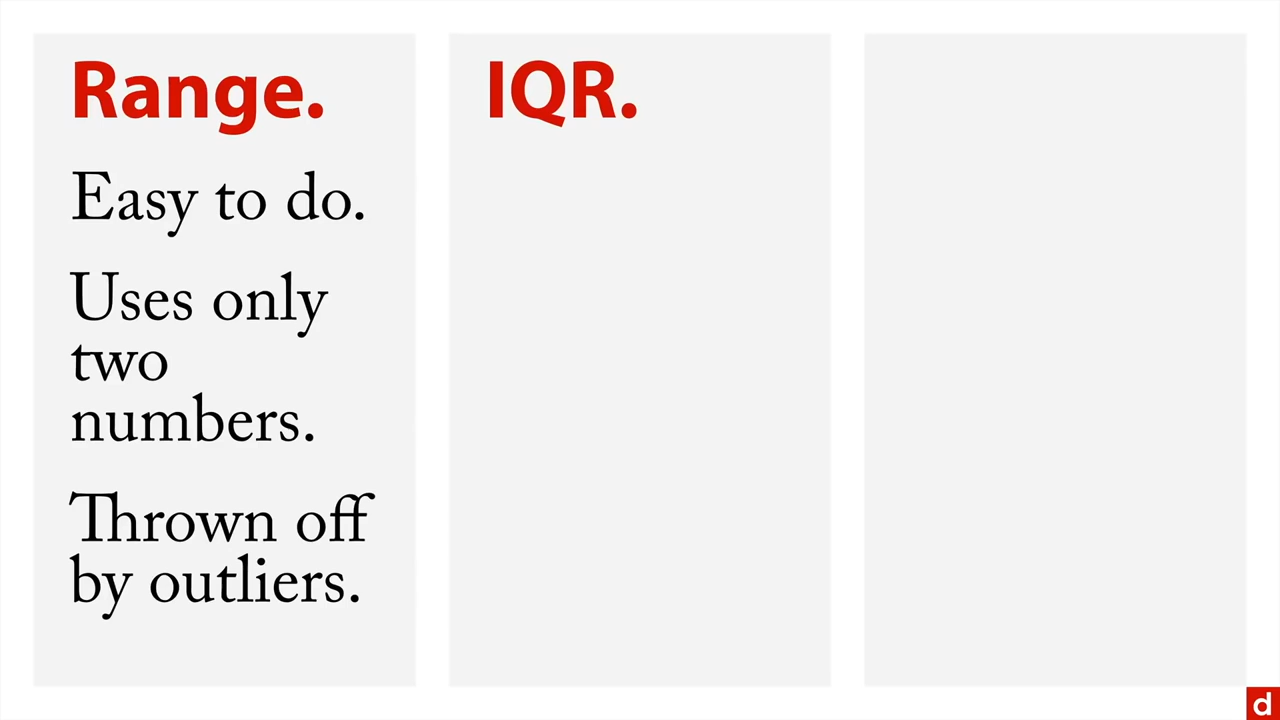 Range.
Easy to do.
Uses only
two
numbers.
Thrown off
by outliers.
IQR.
d